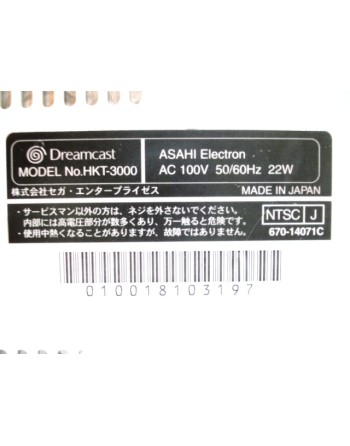 Dreamcast
MODEL No.HKT-3000
ASAHI Electron
AC 100V 50/60Hz 22W
株式会社セガ・エンタープライゼス
MADE IN JAPAN
・サービスマン以外の方は、ネジを外さないでください。
内部には高電圧部分が数多くあり、万一触ると危険です。
・使用中熱くなることがありますが、故障ではありません。
NTSC J
670-14071C
010018103197